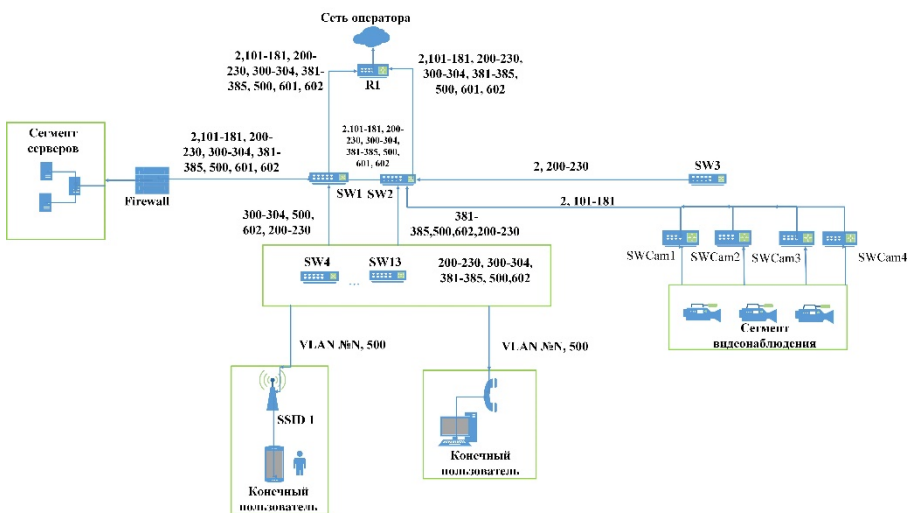 Сеть оператора
2,101-181, 200-
230, 300-304, 381-
385, 500, 601, 602
R1
2,101-181, 200-230,
300-304, 381-385,
500, 601, 602
Сегмент
серверов
Firewall
2,101-181, 200-
230, 300-304, 381-
385, 500, 601, 602
2,101-181, 200-
230, 300-304,
381-385, 500,
601, 602
SW1
SW2
2, 200-230
SW3
2, 101-181
300-304, 500,
602, 200-230
381-
385,500,602,200-230
SWCam1
SWCam2
SWCam3
SWCam4
SW4
...
SW13
200-230, 300-304,
381-385, 500,602
Сегмент
видеонаблюдения
VLAN №N, 500
VLAN №N, 500
SSID 1
Конечный
пользователь
Конечный
пользователь